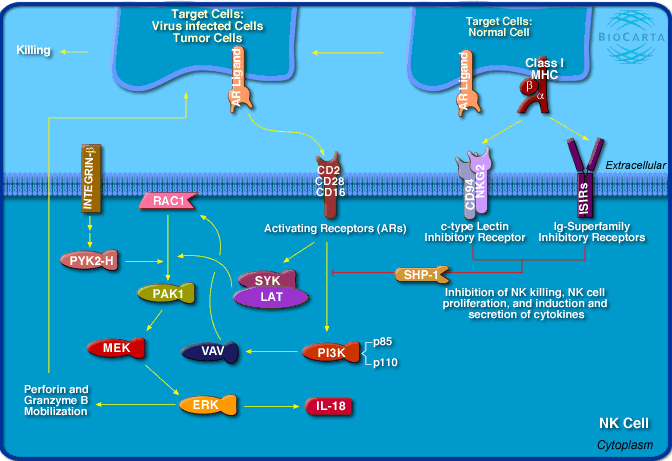 Target Cells:
Virus infected Cells
Tumor Cells
Target Cells:
Normal Cell
BIOCARTA
Killing
AR Ligand
AR Ligand
Class I
MHC
β
α
INTEGRIN-β
CD2
CD28
CD16
CD94
NKG2
ISIRs
Extracellular
RAC1
Activating Receptors (ARs)
c-type Lectin
Inhibitory Receptor
Ig-Superfamily
Inhibitory Receptors
PYK2-H
SYK
LAT
SHP-1
PAK1
Inhibition of NK killing, NK cell
proliferation, and induction and
secretion of cytokines
MEK
VAV
PI3K
p85
p110
Perforin and
Granzyme B
Mobilization
ERK
IL-18
NK Cell
Cytoplasm